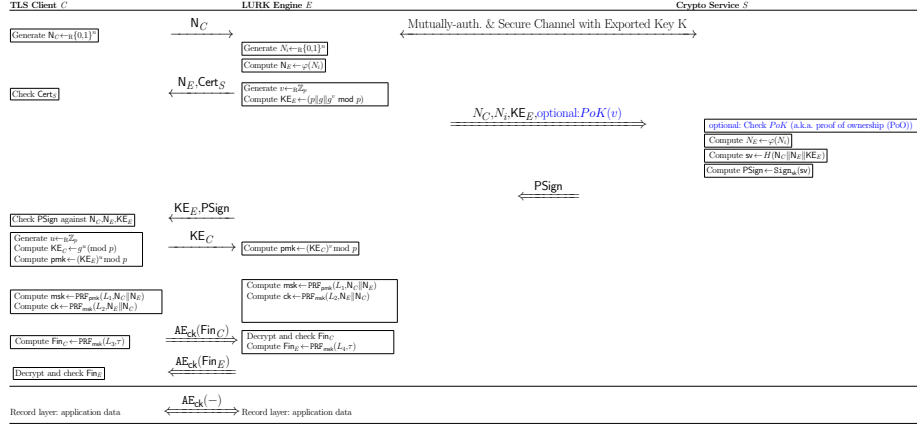 TLS Client C LURK Engine E Crypto Service S
N_C Mutually-auth. & Secure Channel with Exported Key K
Generate N_C←_R{0,1}^n
Generate N_i←_R{0,1}^n
Compute N_E←φ(N_i)
N_E,Cert_S
Check Cert_S
Generate v←_RℤZ_p
Compute KE_E←(p||g||g^v mod p)
N_C,N_i,KE_E,optional:PoK(v)
optional: Check PoK (a.k.a. proof of ownership (PoO))
Compute N_E←φ(N_i)
Compute sv←H(N_C||N_E||KE_E)
Compute PSign←Sign_sk(sv)
PSign
KE_E,PSign
Check PSign against N_C,N_E,KE_E
Generate u←_Rℤ_p
Compute KE_C←g^u(mod p)
Compute pmk←(KE_E)^u mod p
KE_C
Compute pmk←(KE_C)^v mod p
Compute msk←PRF_pmk(L_1,N_C||N_E)
Compute ck←PRF_msk(L_2,N_E||N_C)
Compute msk←PRF_pmk(L_1,N_C||N_E)
Compute ck←PRF_msk(L_2,N_E||N_C)
AE_ck(Fin_C)
Compute Fin_C←PRF_msk(L_3,τ)
Decrypt and check Fin_C
Compute Fin_E←PRF_msk(L_4,τ)
AE_ck(Fin_E)
Decrypt and check Fin_E
AE_ck(−)
Record layer: application data Record layer: application data